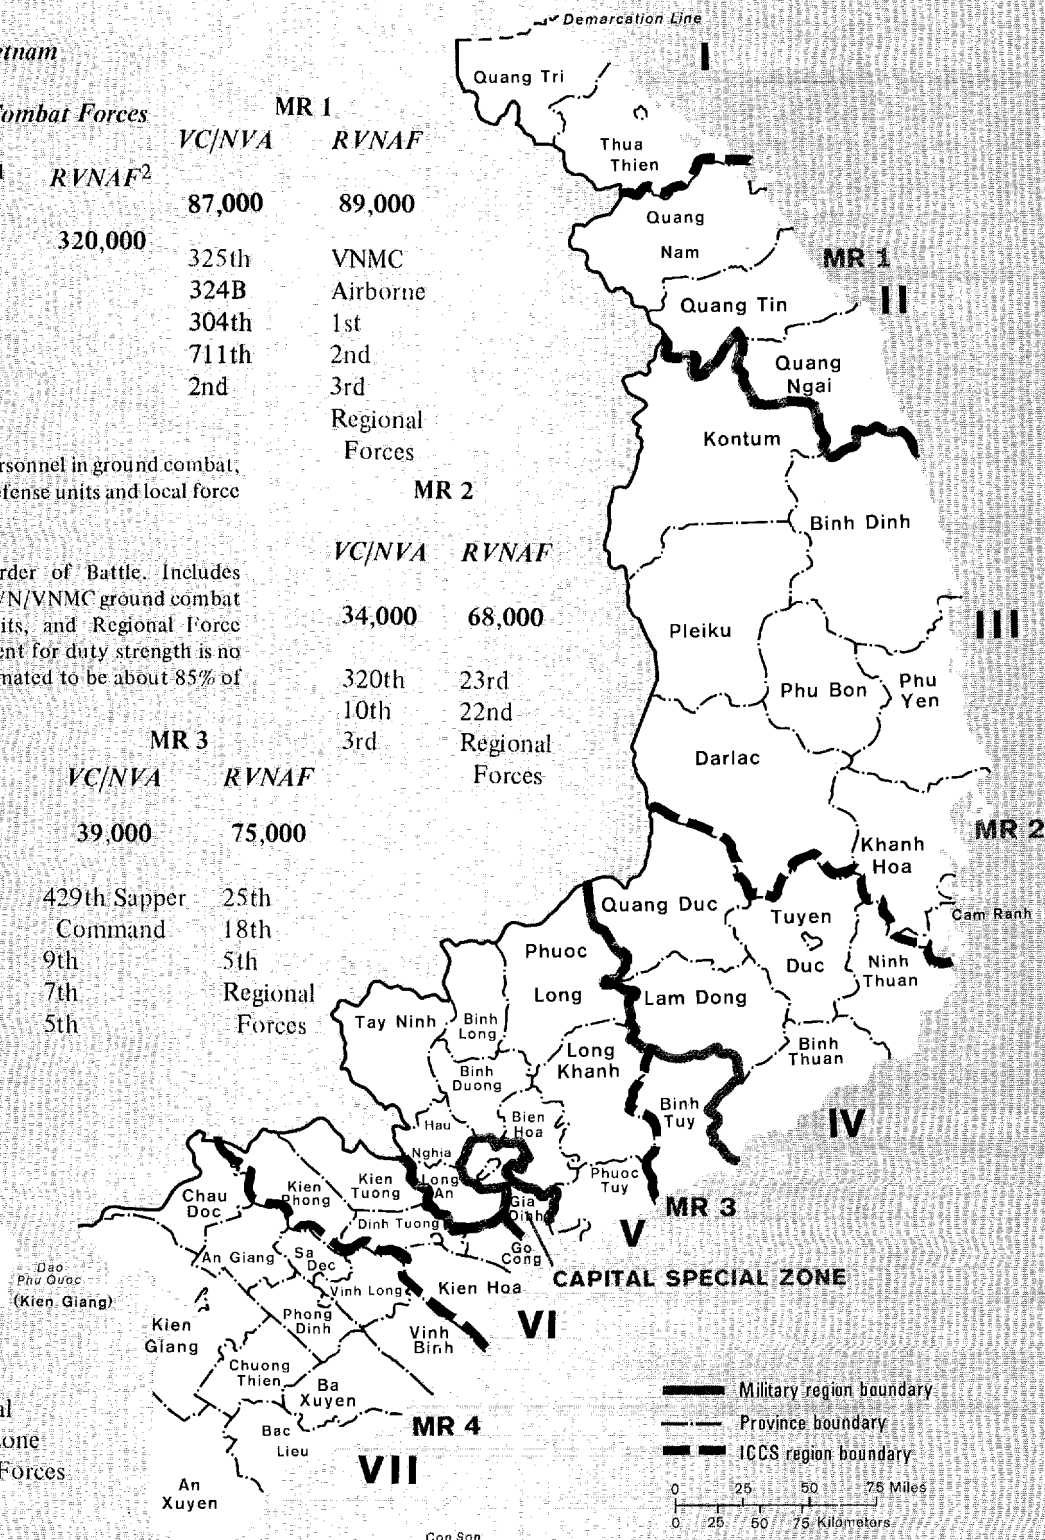 Demarcation Line
etnam
I
Quang Tri
Combat Forces
MR 1
VC/NVA RVNAF
RVNAF2
Thua
Thien
87,000 89,000
320,000
Quang
Nam
325th VNMC
324B Airborne
304th 1st
711th 2nd
2nd 3rd
Regional
Forces
MR 1
II
Quang Tin
Quang
Ngai
Kontum
rsonnel in ground combat,
efense units and local force
MR 2
VC/NVA RVNAF
Binh Dinh
rder of Battle. Includes
VN/VNMC ground combat
its, and Regional Force
ent for duty strength is no
mated to be about 85% of
34,000 68,000
Pleiku
III
320th 23rd
10th 22nd
3rd Regional
Forces
Phu Bon
Phu
Yen
MR 3
VC/NVA RVNAF
Darlac
39,000 75,000
MR 2
Khanh
Hoa
429th Sapper 25th
Command 18th
9th 5th
7th Regional
5th Forces
Quang Duc
Tuyen
Duc
Cam Ranh
Phuoc
Long
Ninh
Thuan
Lam Dong
Tay Ninh
Binh
Long
Long
Khanh
Binh
Thuan
Binh
Duong
Binh
Tuy
IV
Hau
Nghia
Bien
Hoa
Kien
Phong
Kien
Tuong
Long
An
Phuoc
Tuy
Chau
Doc
Gia
Dinh
MR 3
Dinh Tuong
V
An Giang
Sa
Dec
Go
Cong
Dao
Phu Quoc
(Kien Giang)
CAPITAL SPECIAL ZONE
Vinh Long
Kien Hoa
Phong
Dinh
VI
Kien
Giang
Vinh
Binh
Chuong
Thien
Ba
Xuyen
MR 4
Bac
Lieu
VII
An
Xuyen
al
one
Forces
Military region boundary
Province boundary
ICCS region boundary
0 25 50 75 Miles
0 25 50 75 Kilometers
Con Son